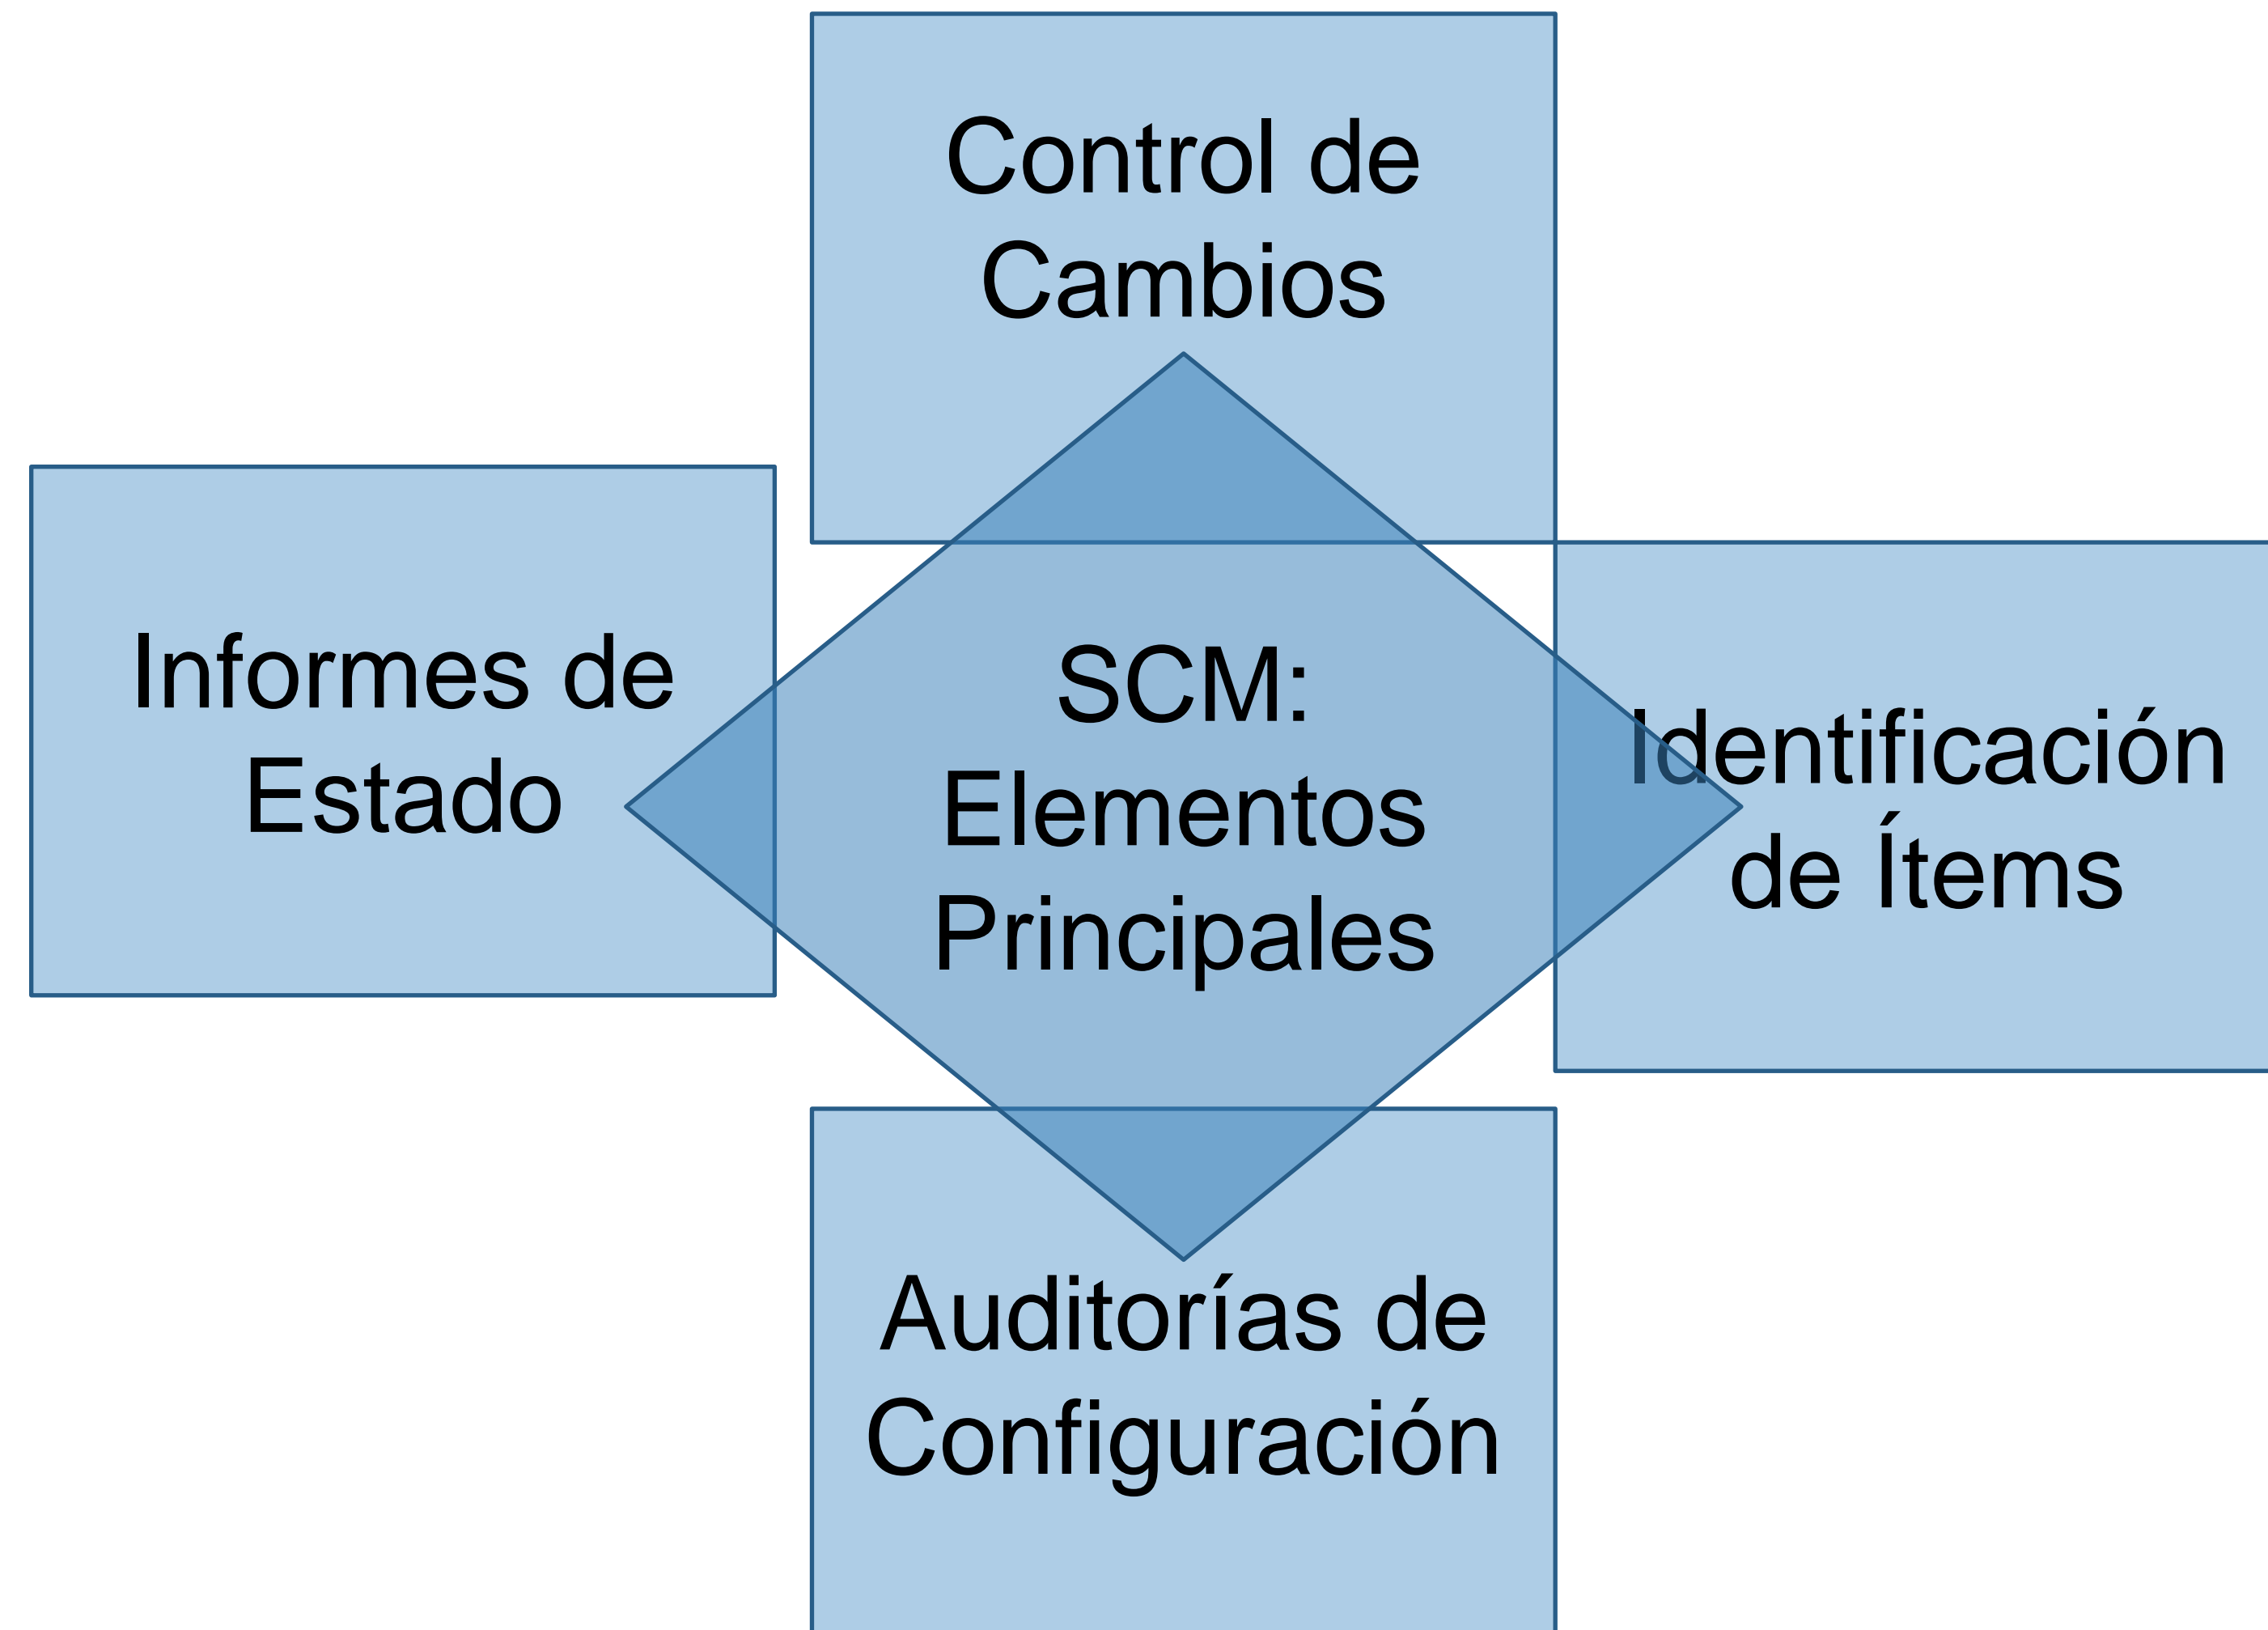 Control de
Cambios
Informes de
Estado
SCM:
Elementos
Principales
Identificación
de Ítems
Auditorías de
Configuración